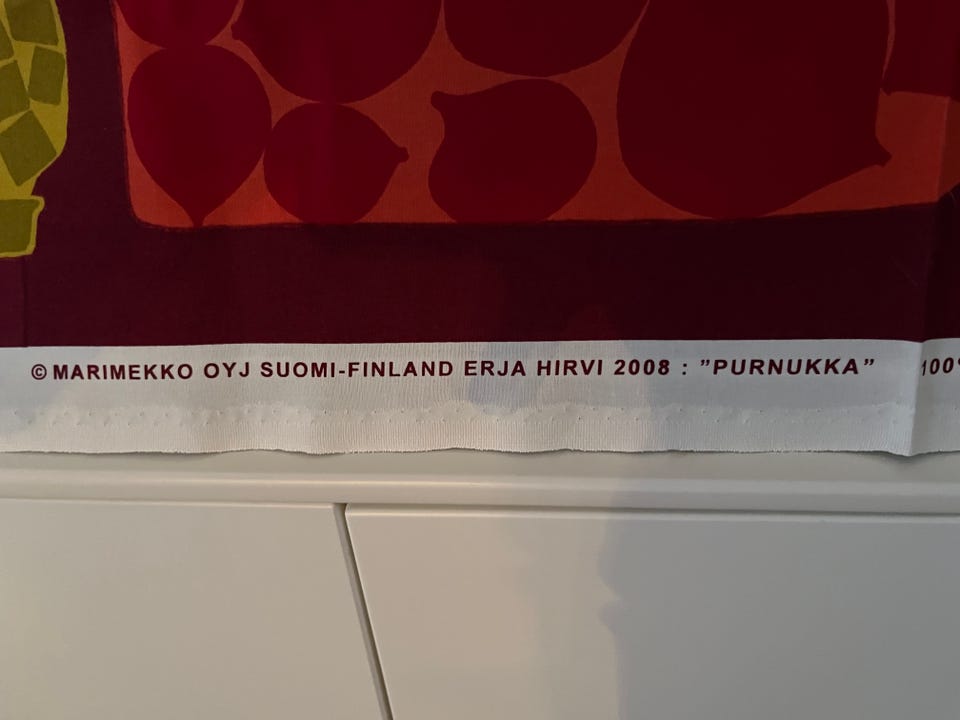 © MARIMEKKO OYJ SUOMI-FINLAND ERJA HIRVI 2008 : ”PURNUKKA” 100%